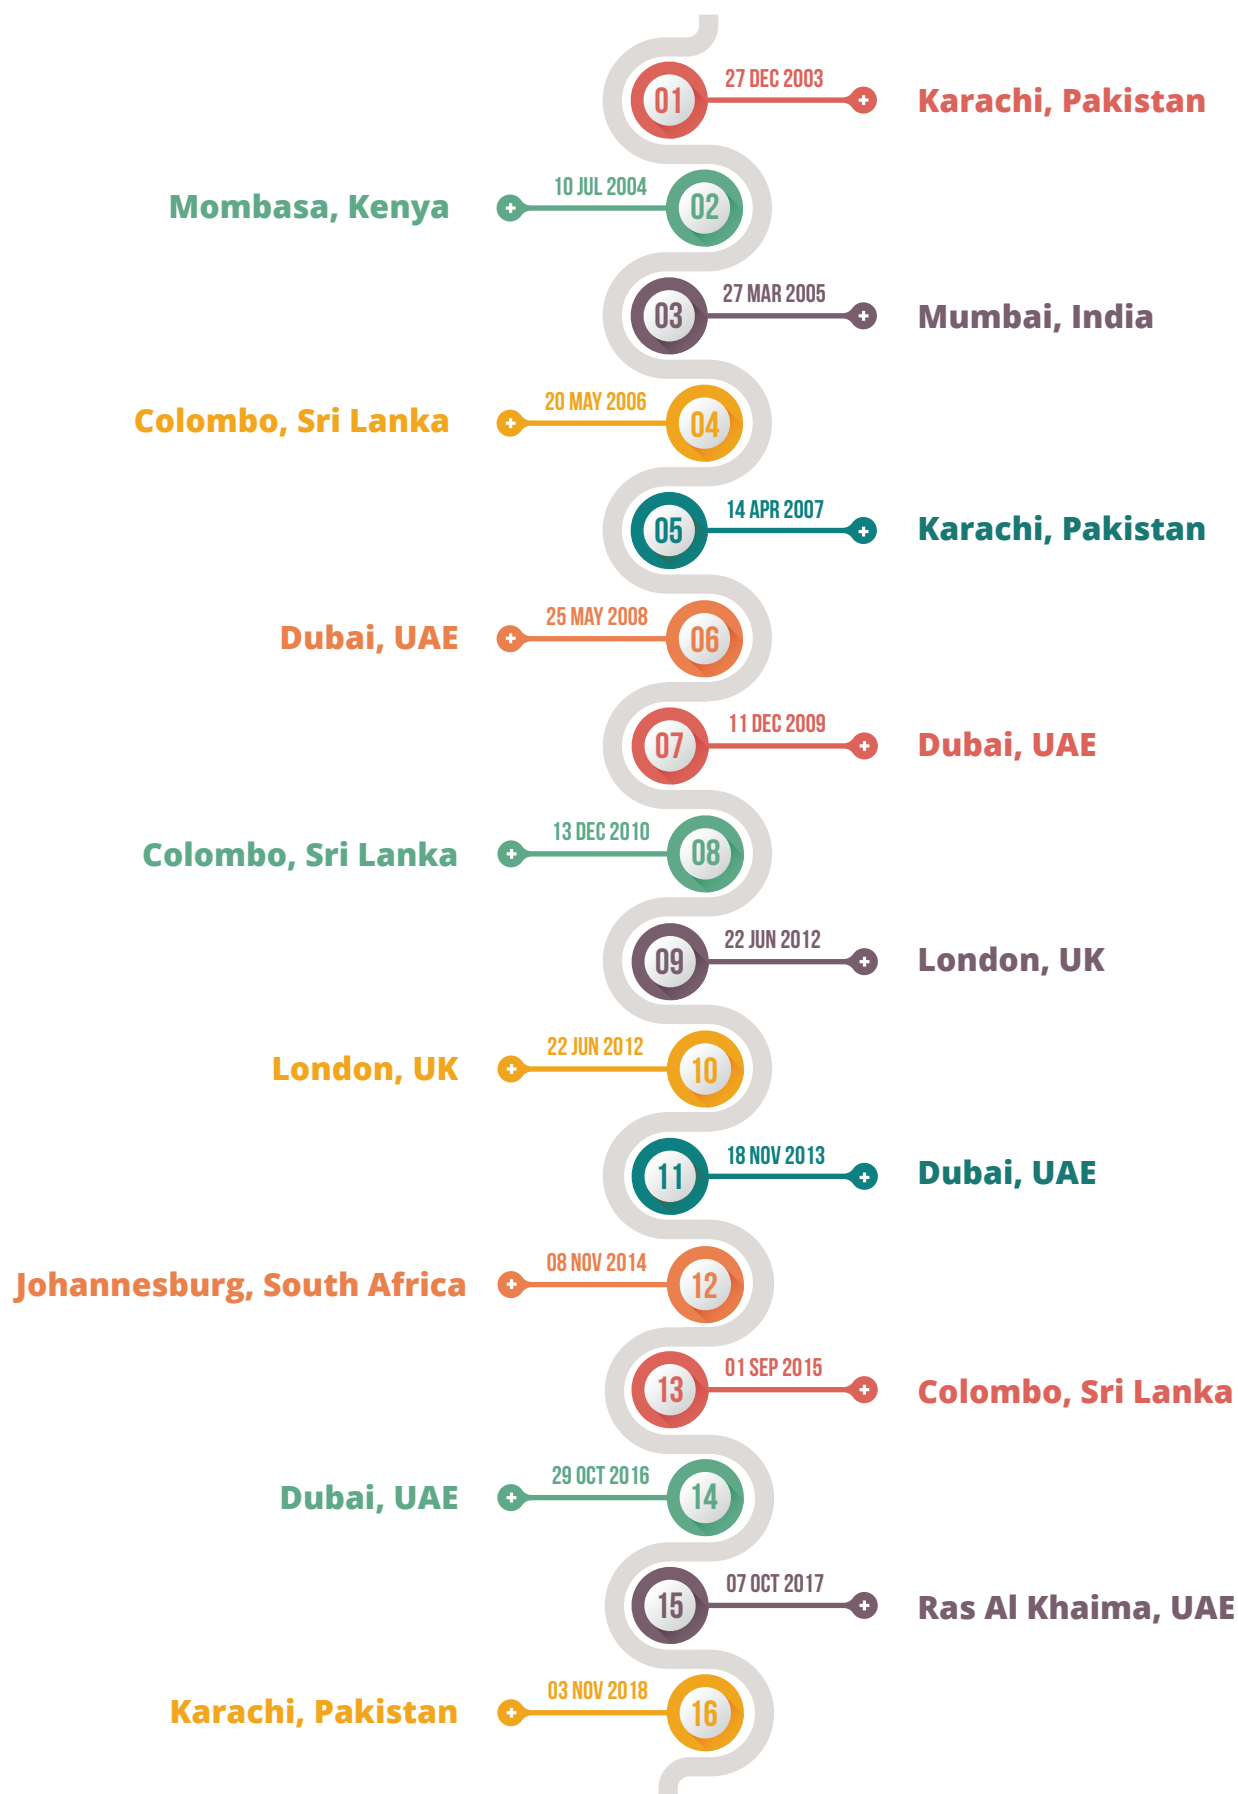 27 DEC 2003
01
Karachi, Pakistan
10 JUL 2004
Mombasa, Kenya
02
27 MAR 2005
03
Mumbai, India
20 MAY 2006
Colombo, Sri Lanka
04
14 APR 2007
05
Karachi, Pakistan
25 MAY 2008
Dubai, UAE
06
11 DEC 2009
07
Dubai, UAE
13 DEC 2010
Colombo, Sri Lanka
08
22 JUN 2012
09
London, UK
22 JUN 2012
London, UK
10
18 NOV 2013
11
Dubai, UAE
08 NOV 2014
Johannesburg, South Africa
12
01 SEP 2015
13
Colombo, Sri Lanka
29 OCT 2016
Dubai, UAE
14
07 OCT 2017
15
Ras Al Khaima, UAE
03 NOV 2018
Karachi, Pakistan
16